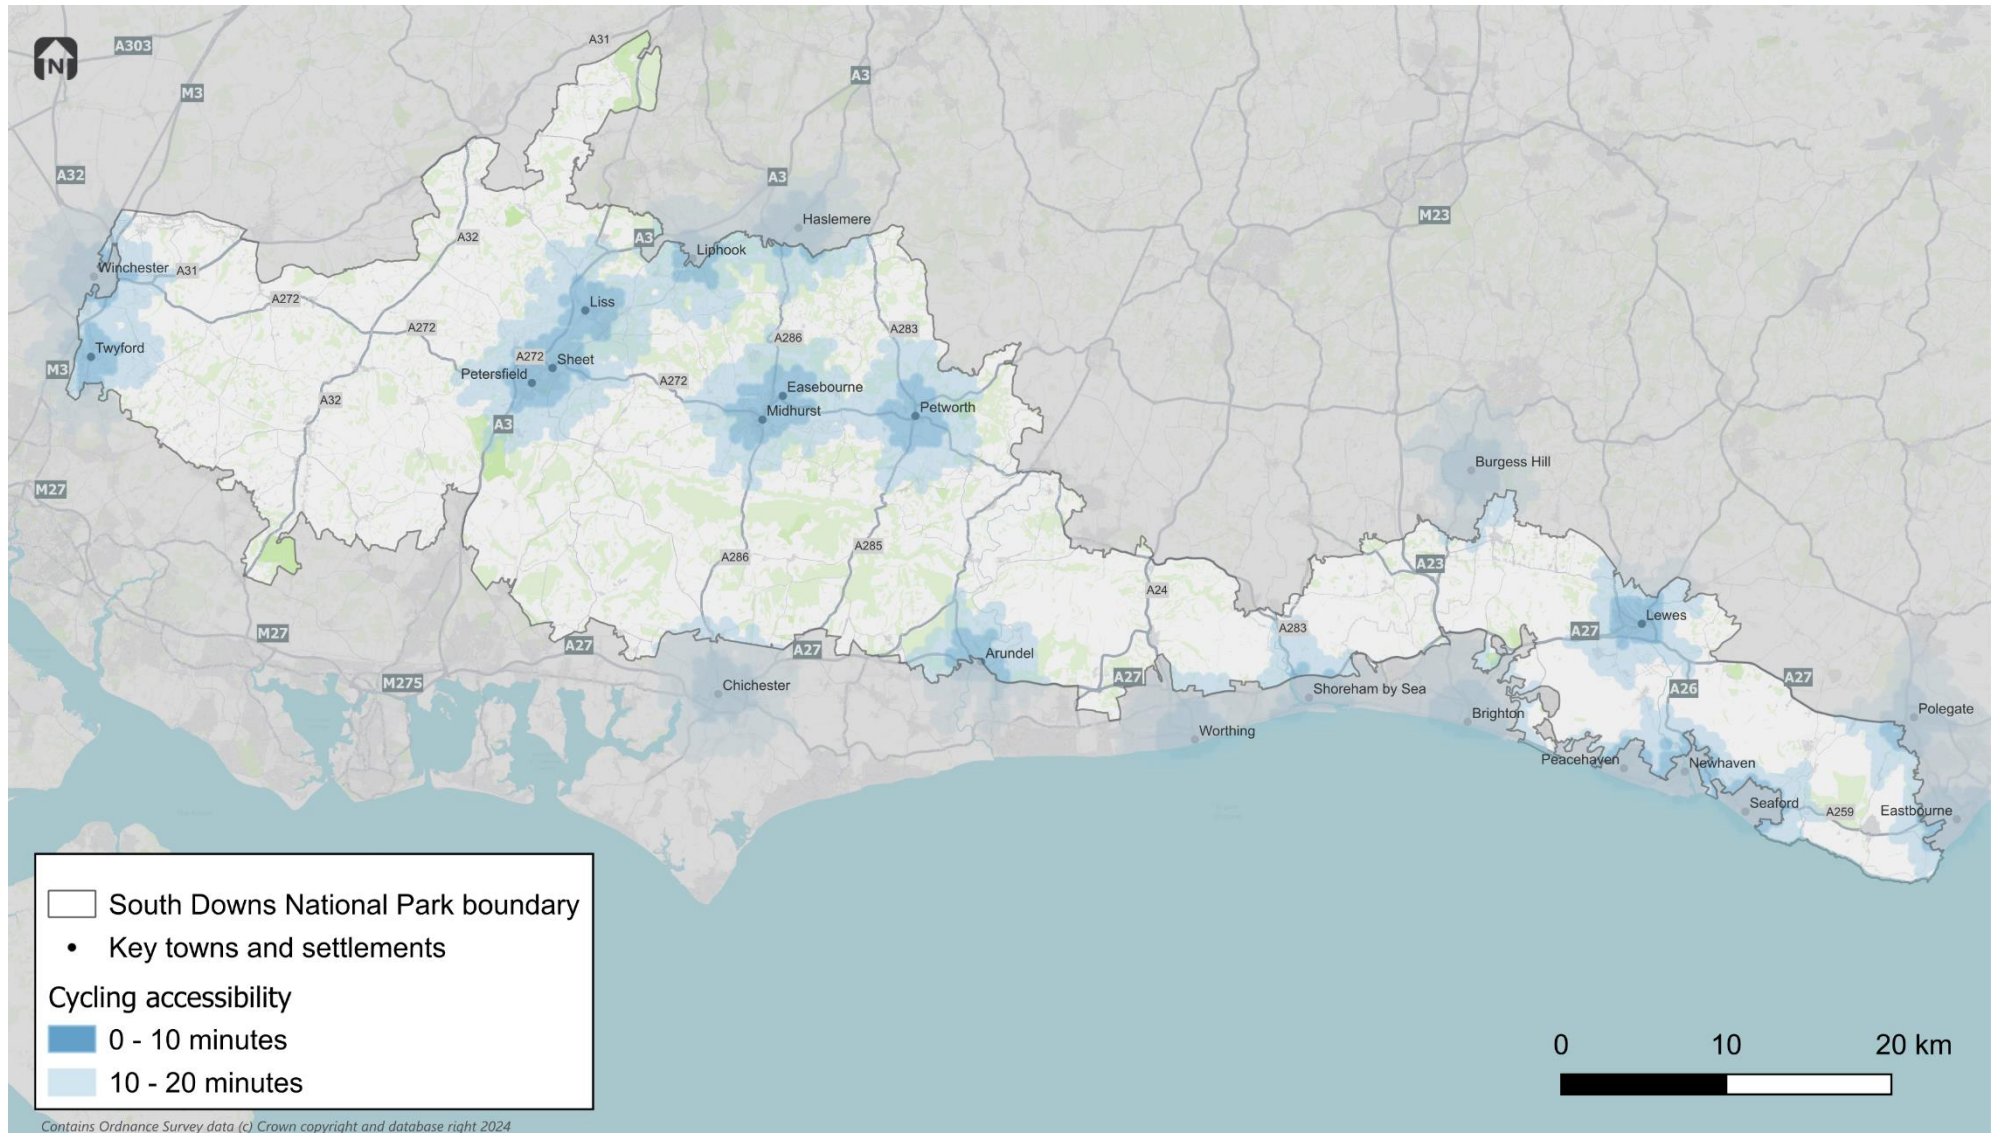 A303
A31
A3
M3
N
A32
A3
Haslemere
M23
A32
A3
Liphook
Winchester
A31
A272
Liss
A272
A283
A286
Twyford
A272
Sheet
M3
Petersfield
A272
Easebourne
A32
Midhurst
Petworth
A3
Burgess Hill
M27
A286
A285
A23
A24
Lewes
A283
A27
M27
A27
A27
Arundel
A27
A27
M275
Chichester
A26
Shoreham by Sea
Polegate
Brighton
Worthing
Peacehaven
Newhaven
Seaford
A259
Eastbourne
South Downs National Park boundary
Key towns and settlements
Cycling accessibility
0 - 10 minutes
10 - 20 minutes
0 10 20 km
Contains Ordnance Survey data (c) Crown copyright and database right 2024